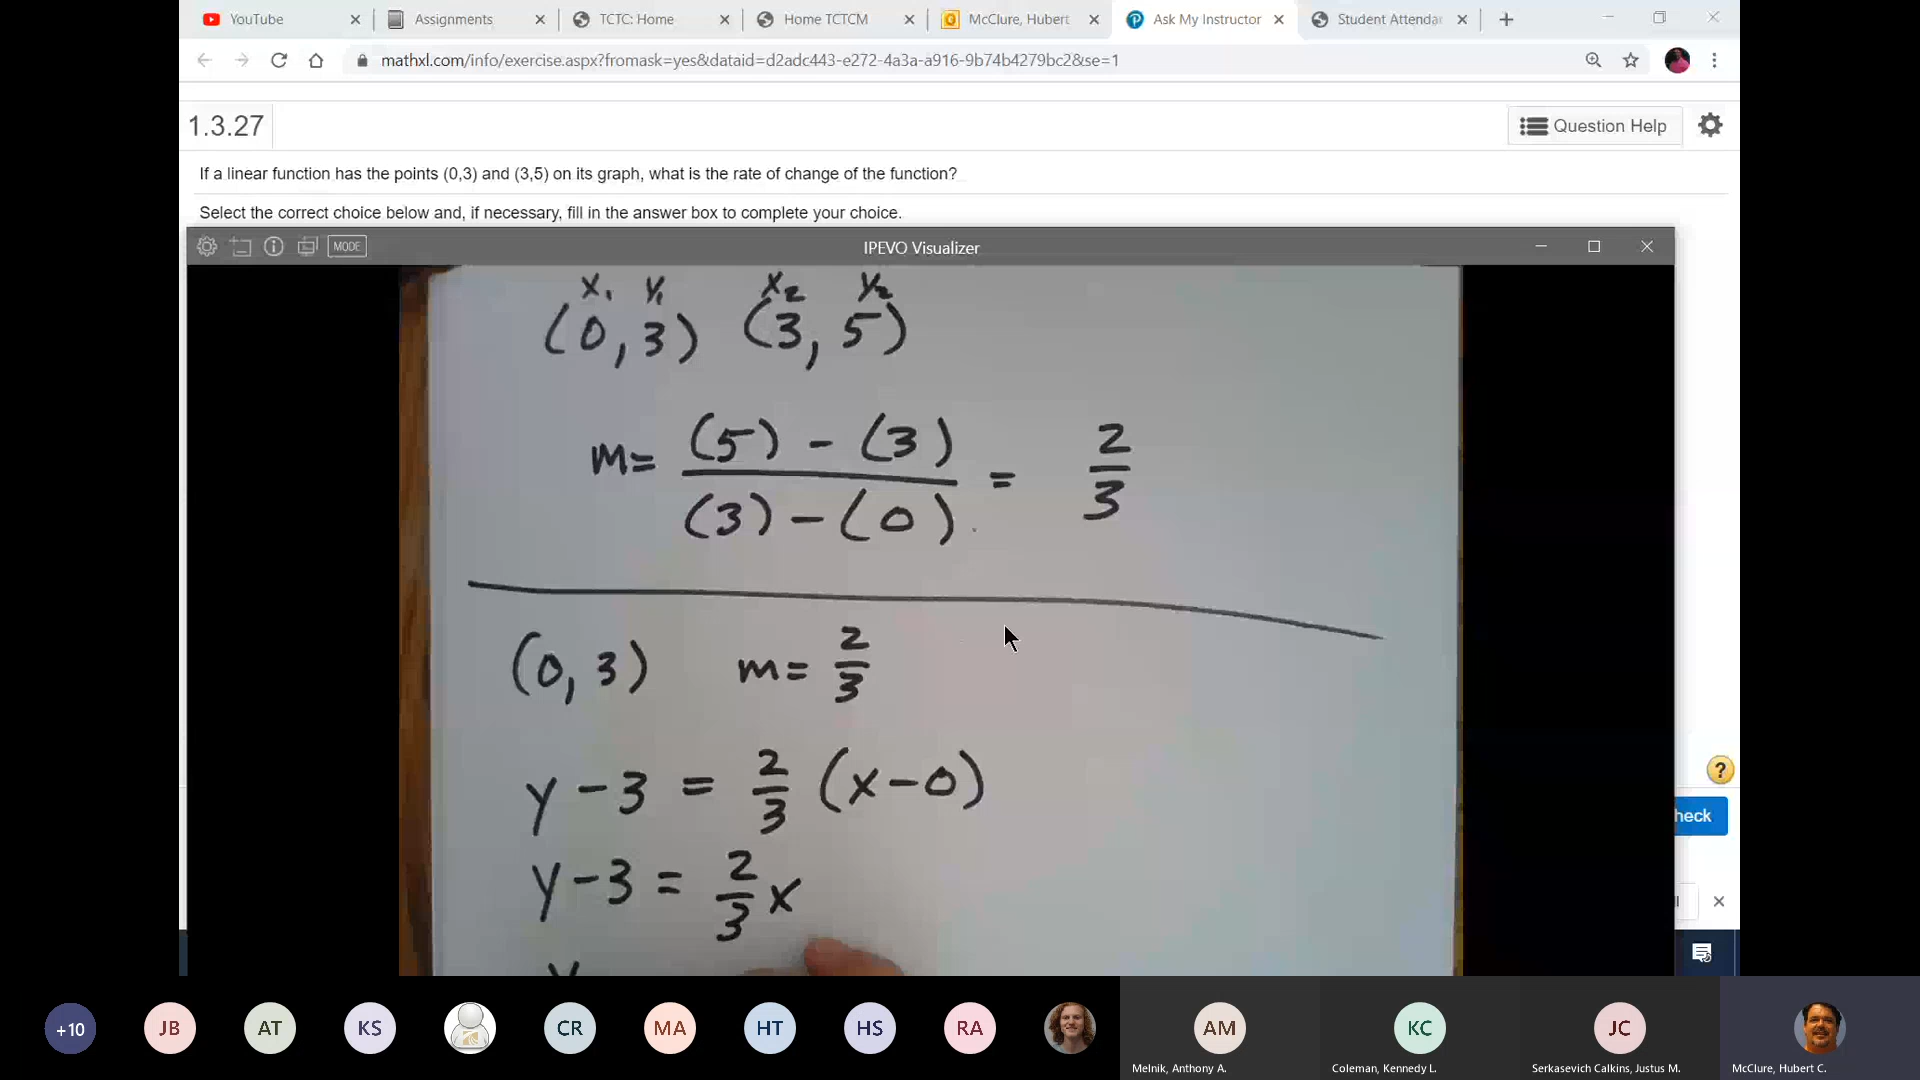 YouTube Assignments TCTC: Home Home TCTCM McClure, Hubert Ask My Instructor Student Attenda
mathxl.com/info/exercise.aspx?fromask=yes&dataid=d2adc443-e272-4a3a-a916-9b74b4279bc2&se=1
1.3.27
Question Help
If a linear function has the points (0,3) and (3,5) on its graph, what is the rate of change of the function?
Select the correct choice below and, if necessary, fill in the answer box to complete your choice.
MODE
IPEVO Visualizer
x₁ y₁ x₂ y₂
(0, 3) (3, 5)
m= (5) - (3) / (3) - (0) = 2/3
(0, 3) m= 2/3
y - 3 = 2/3 (x - 0)
y - 3 = 2/3 x
y
?
heck
+10 JB AT KS CR MA HT HS RA AM KC JC
Melnik, Anthony A. Coleman, Kennedy L. Serkasevich Calkins, Justus M. McClure, Hubert C.